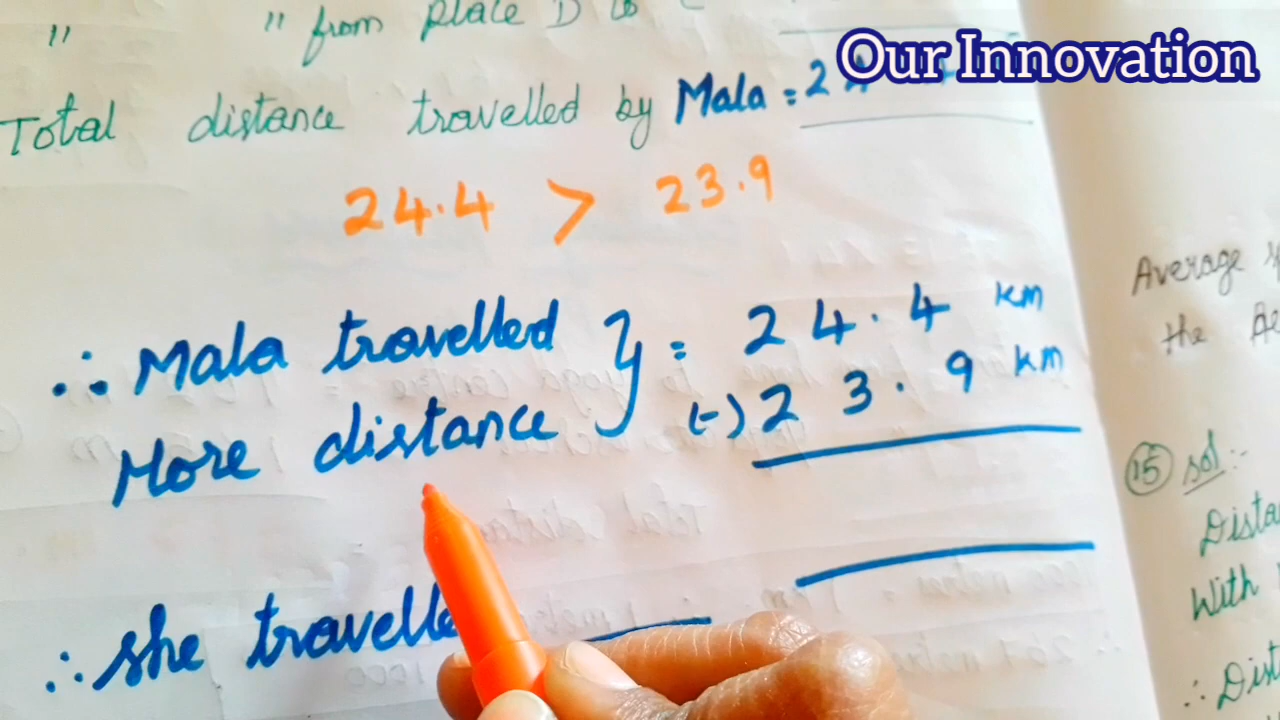 Our Innovation
" " from place D to
Total distance travelled by Mala = 2
24.4 > 23.9
∴ Mala travelled } = 24.4 km
More distance (-) 23.9 km
∴ she travelle
Average
the
15 sol:-
Dista
With
∴ Dist